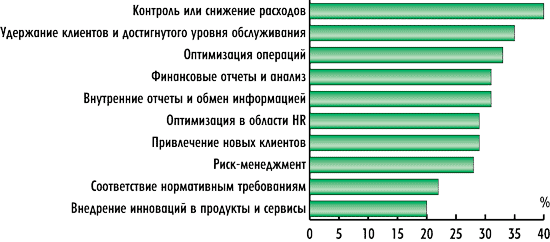 Контроль или снижение расходов
Удержание клиентов и достигнутого уровня обслуживания
Оптимизация операций
Финансовые отчеты и анализ
Внутренние отчеты и обмен информацией
Оптимизация в области HR
Привлечение новых клиентов
Риск-менеджмент
Соответствие нормативным требованиям
Внедрение инноваций в продукты и сервисы
%
0 5 10 15 20 25 30 35 40